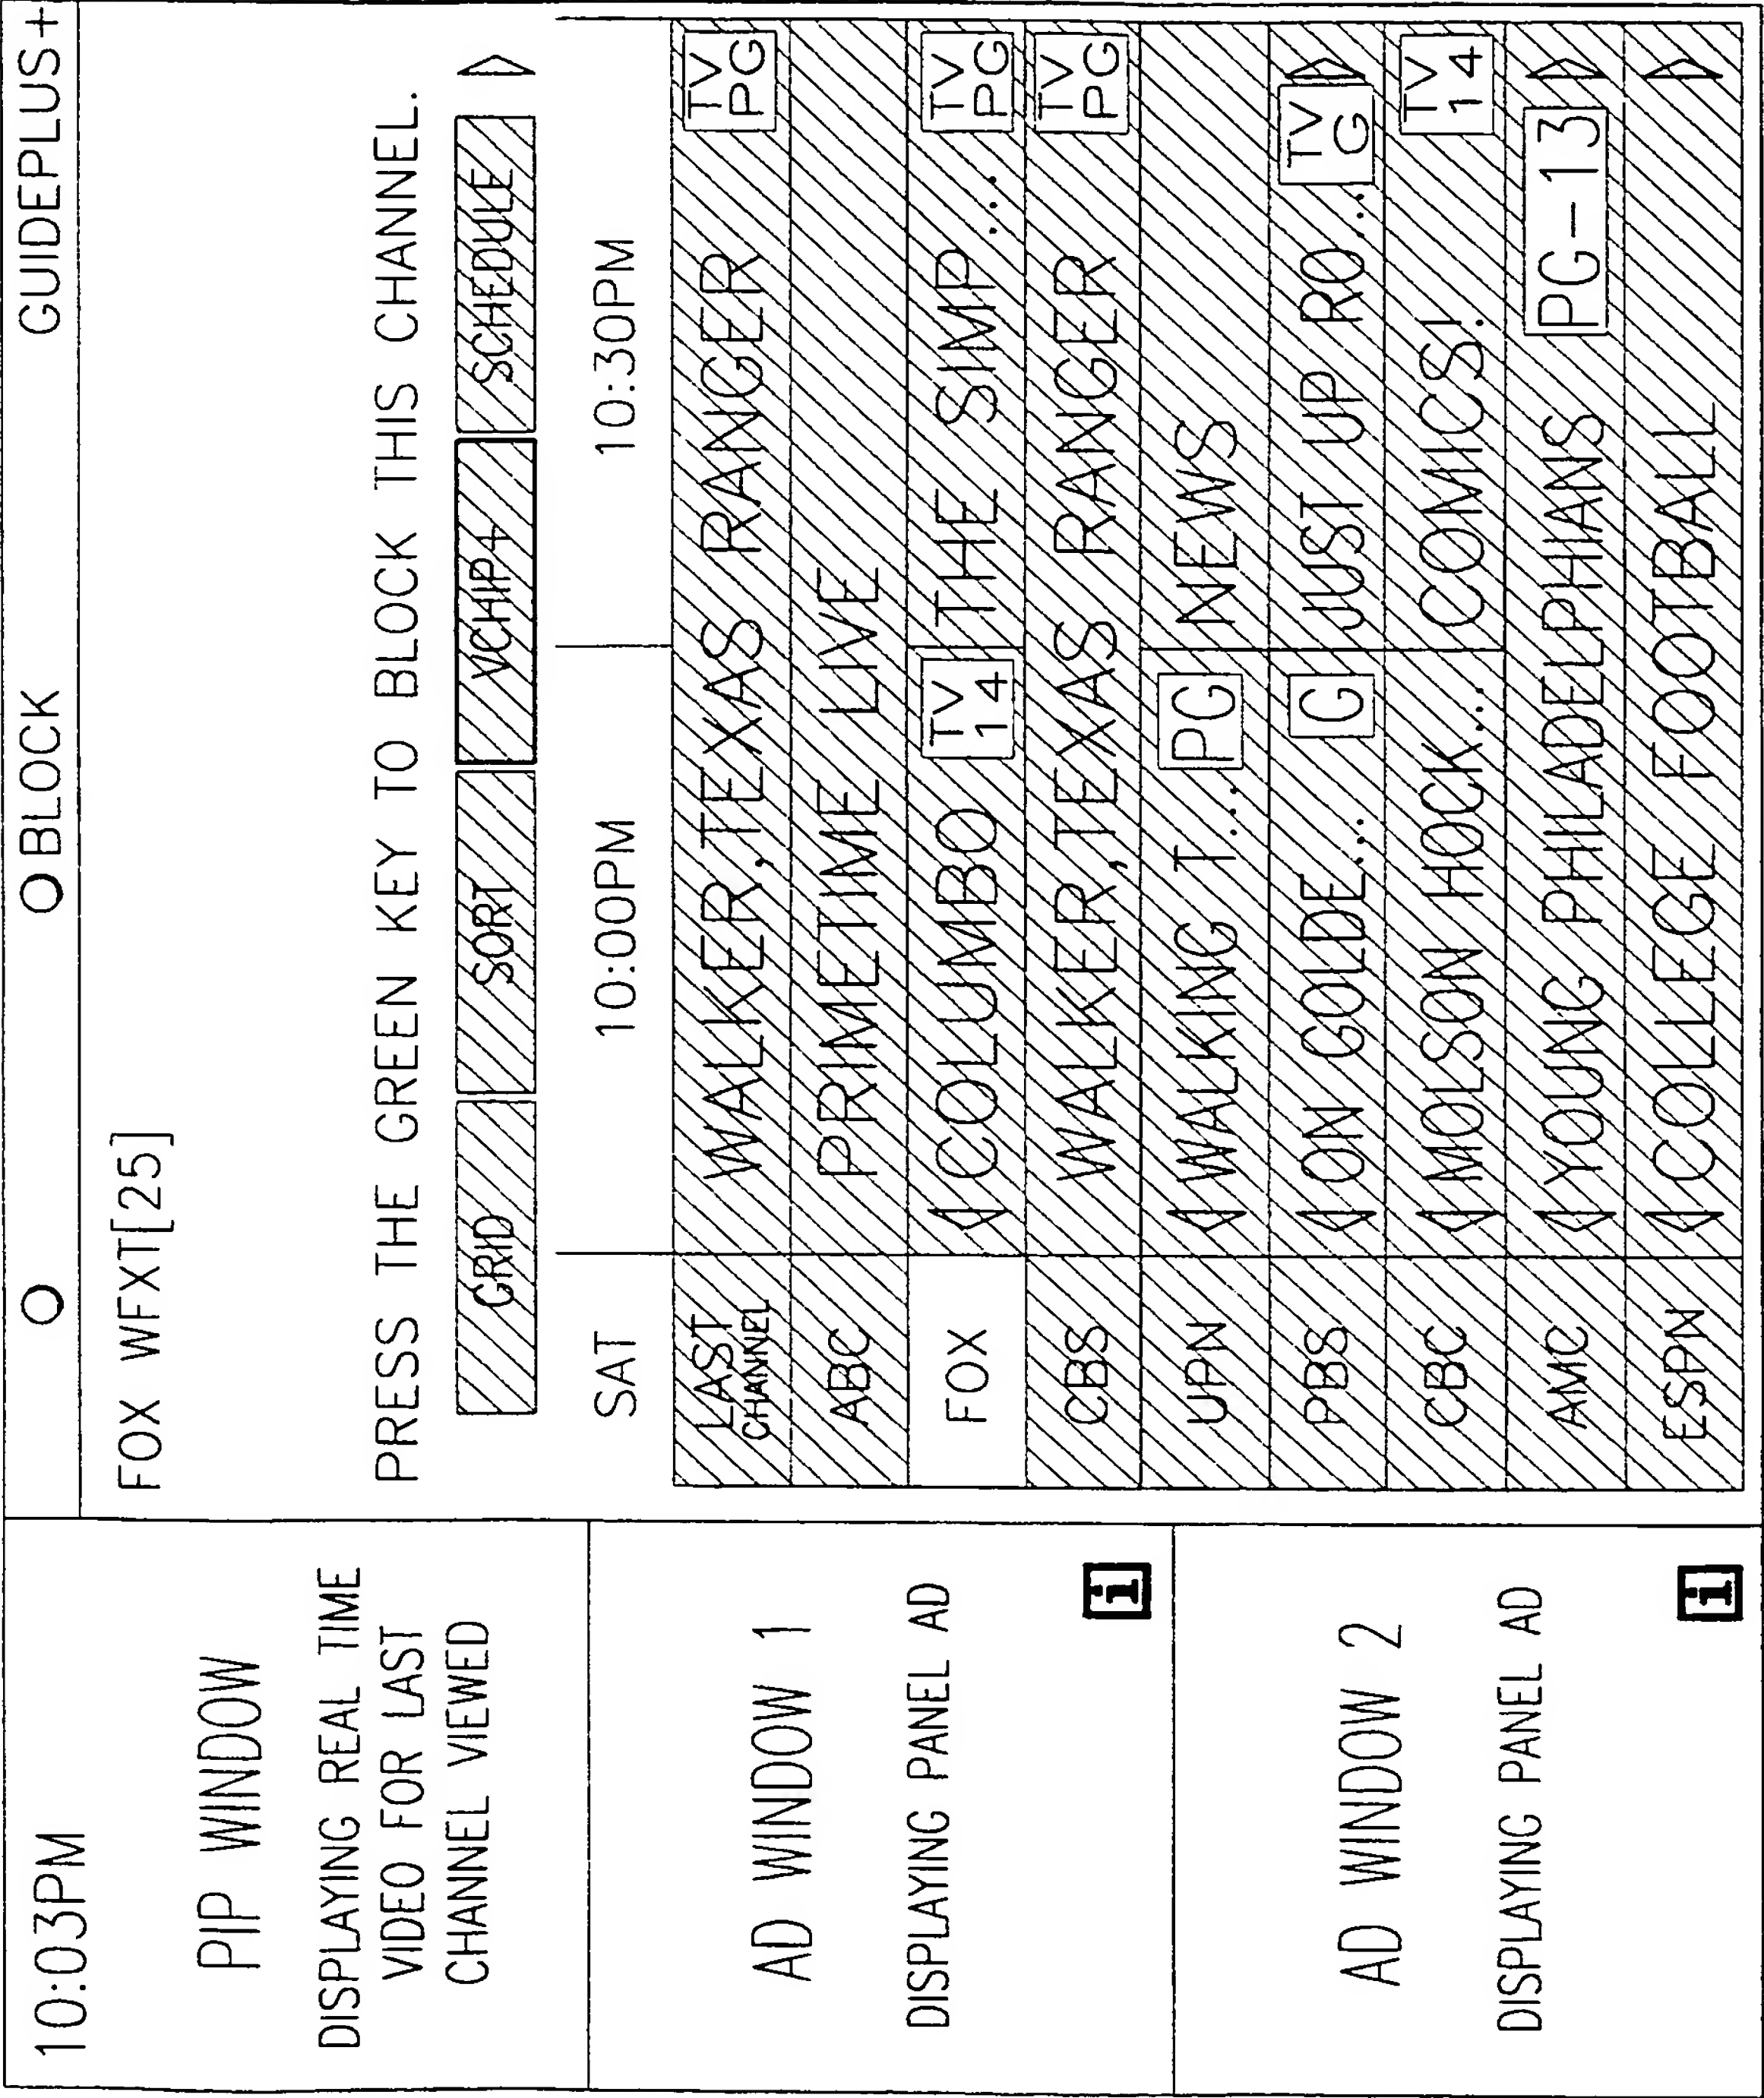 10:03PM
PIP WINDOW
DISPLAYING REAL TIME
VIDEO FOR LAST
CHANNEL VIEWED
AD WINDOW 1
DISPLAYING PANEL AD
i
AD WINDOW 2
DISPLAYING PANEL AD
i
BLOCK GUIDEPLUS+
FOX WFXT[25]
PRESS THE GREEN KEY TO BLOCK THIS CHANNEL.
GRID SORT VCHIP+ SCHEDULE
SAT 10:00PM 10:30PM
LAST CHANNEL WALKER,TEXAS RANGER TV PG
ABC PRIMETIME LIVE
FOX COLUMBO TV 14 THE SIMP... TV PG
CBS WALKER,TEXAS RANGER TV PG
UPN WALKING T... PG NEWS
PBS ON GOLDE... G JUST UP RO... TV G
CBC MOLSON HOCK... COMICS! TV 14
AMC YOUNG PHILADELPHIANS PG-13
ESPN COLLEGE FOOTBALL